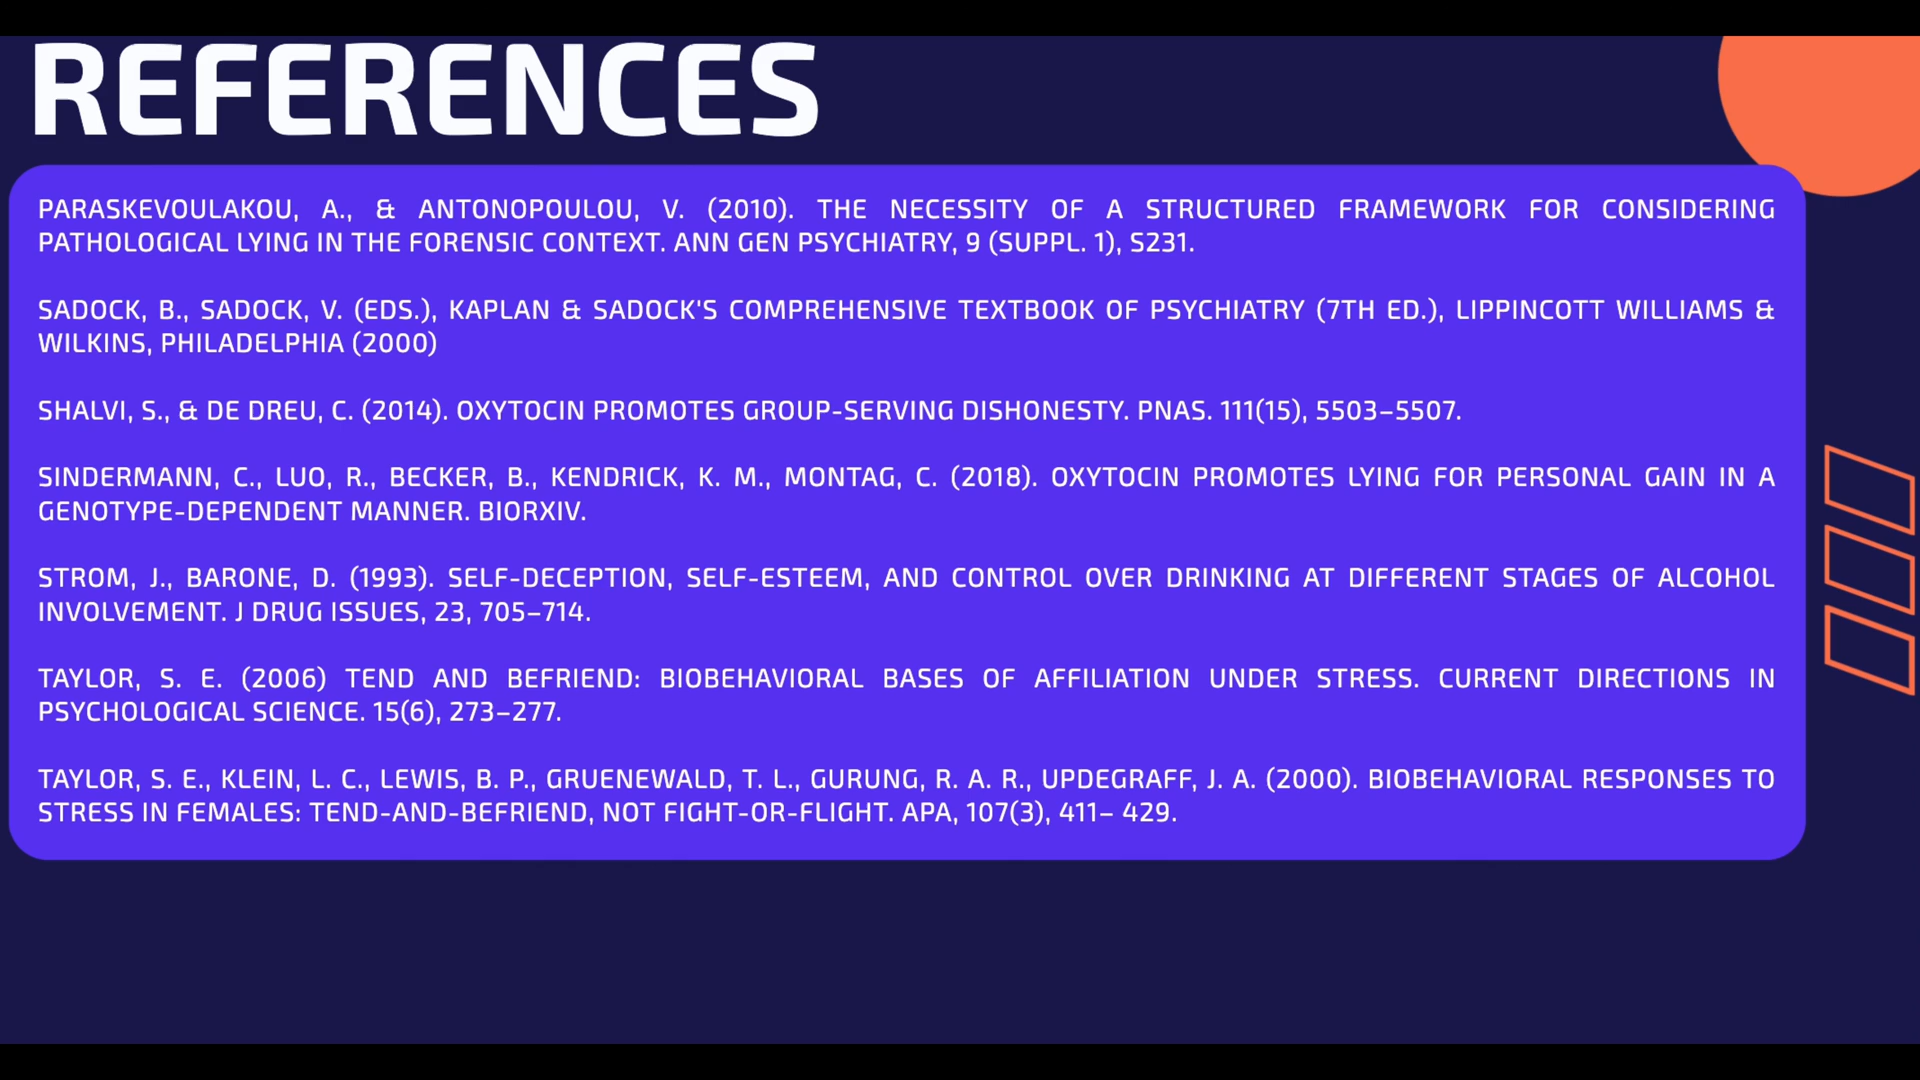 REFERENCES
PARASKEVOULAKOU, A., & ANTONOPOULOU, V. (2010). THE NECESSITY OF A STRUCTURED FRAMEWORK FOR CONSIDERING
PATHOLOGICAL LYING IN THE FORENSIC CONTEXT. ANN GEN PSYCHIATRY, 9 (SUPPL. 1), S231.
SADOCK, B., SADOCK, V. (EDS.), KAPLAN & SADOCK'S COMPREHENSIVE TEXTBOOK OF PSYCHIATRY (7TH ED.), LIPPINCOTT WILLIAMS &
WILKINS, PHILADELPHIA (2000)
SHALVI, S., & DE DREU, C. (2014). OXYTOCIN PROMOTES GROUP-SERVING DISHONESTY. PNAS. 111(15), 5503–5507.
SINDERMANN, C., LUO, R., BECKER, B., KENDRICK, K. M., MONTAG, C. (2018). OXYTOCIN PROMOTES LYING FOR PERSONAL GAIN IN A
GENOTYPE-DEPENDENT MANNER. BIORXIV.
STROM, J., BARONE, D. (1993). SELF-DECEPTION, SELF-ESTEEM, AND CONTROL OVER DRINKING AT DIFFERENT STAGES OF ALCOHOL
INVOLVEMENT. J DRUG ISSUES, 23, 705–714.
TAYLOR, S. E. (2006) TEND AND BEFRIEND: BIOBEHAVIORAL BASES OF AFFILIATION UNDER STRESS. CURRENT DIRECTIONS IN
PSYCHOLOGICAL SCIENCE. 15(6), 273–277.
TAYLOR, S. E., KLEIN, L. C., LEWIS, B. P., GRUENEWALD, T. L., GURUNG, R. A. R., UPDEGRAFF, J. A. (2000). BIOBEHAVIORAL RESPONSES TO
STRESS IN FEMALES: TEND-AND-BEFRIEND, NOT FIGHT-OR-FLIGHT. APA, 107(3), 411– 429.